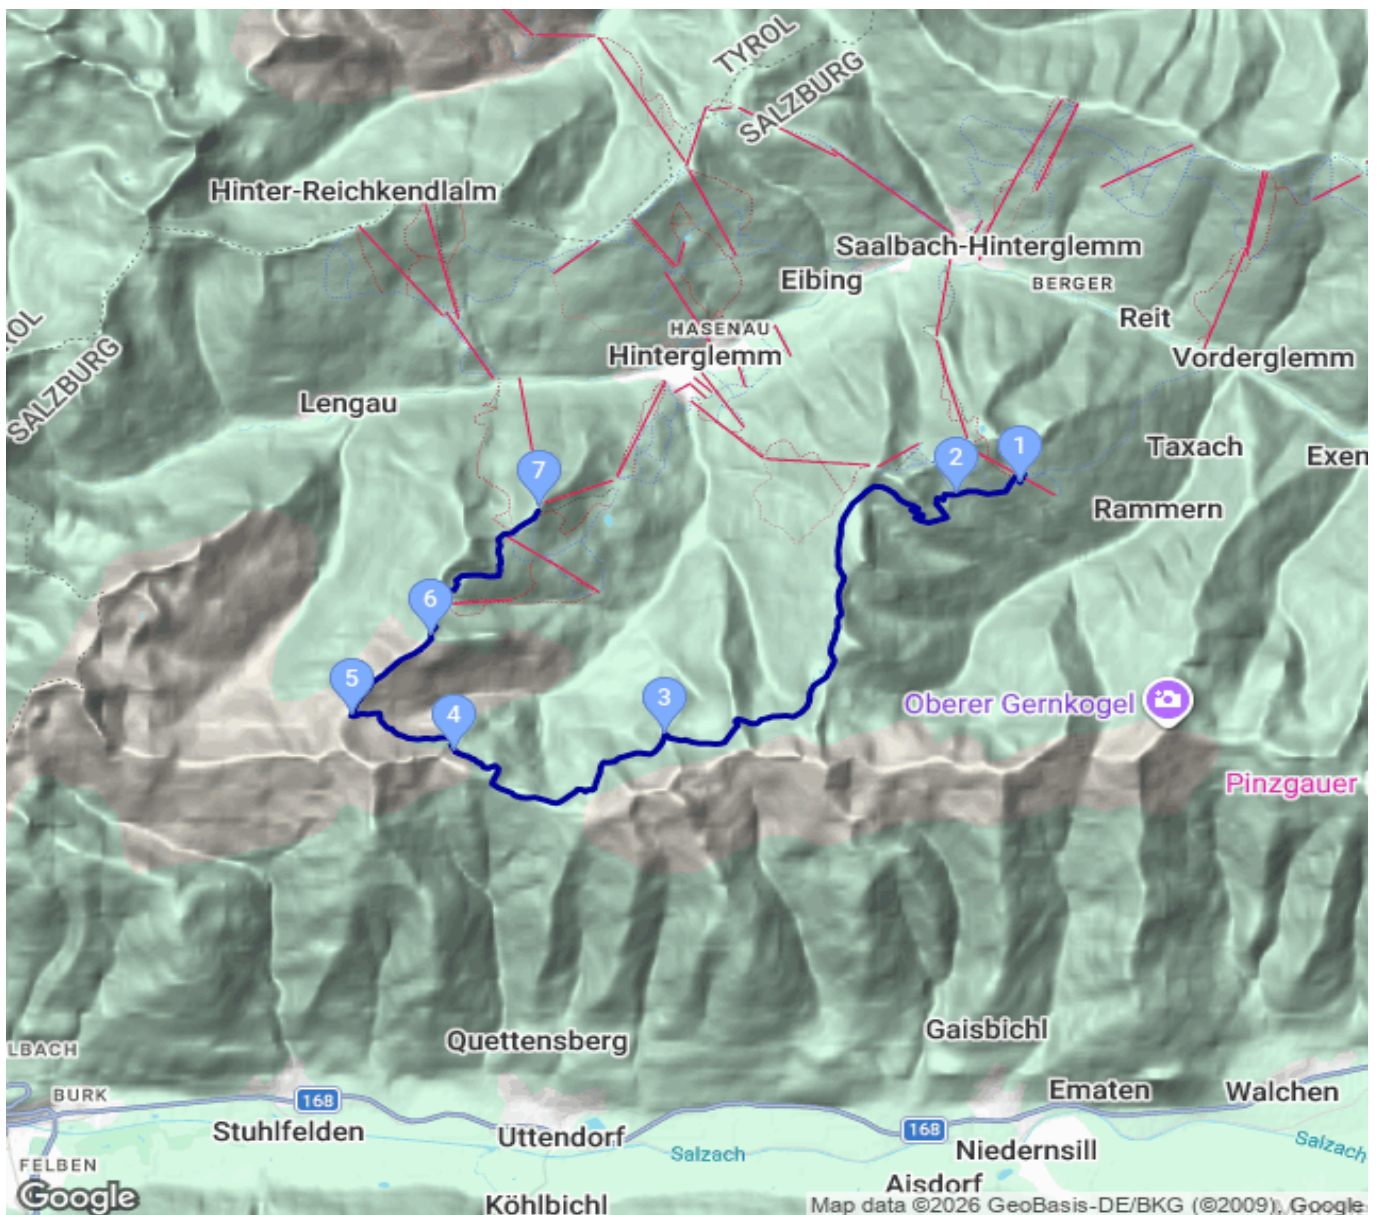 TYROL
SALZBURG
Hinter-Reichkendlalm
Saalbach-Hinterglemm
Eibing
BERGER
Reit
HASENAU
Hinterglemm
Vorderglemm
ROL
SALZBURG
Lengau
1
2
Taxach
Exen
7
Rammern
6
5
3
4
Oberer Gernkogel
Pinzgauer
Quettensberg
Gaisbichl
LBACH
BURK
168
Ematen
Walchen
Stuhlfelden
Uttendorf
168
Salzach
Niedernsill
Salzach
FELBEN
Aisdorf
Google
Köhlbichl
Map data ©2026 GeoBasis-DE/BKG (©2009), Google